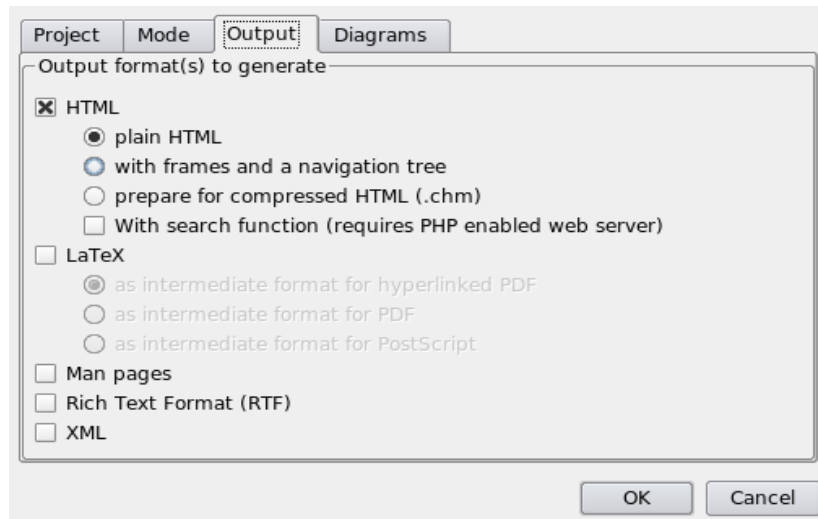 Project Mode Output Diagrams
Output format(s) to generate
HTML
plain HTML
with frames and a navigation tree
prepare for compressed HTML (.chm)
With search function (requires PHP enabled web server)
LaTeX
as intermediate format for hyperlinked PDF
as intermediate format for PDF
as intermediate format for PostScript
Man pages
Rich Text Format (RTF)
XML
OK Cancel